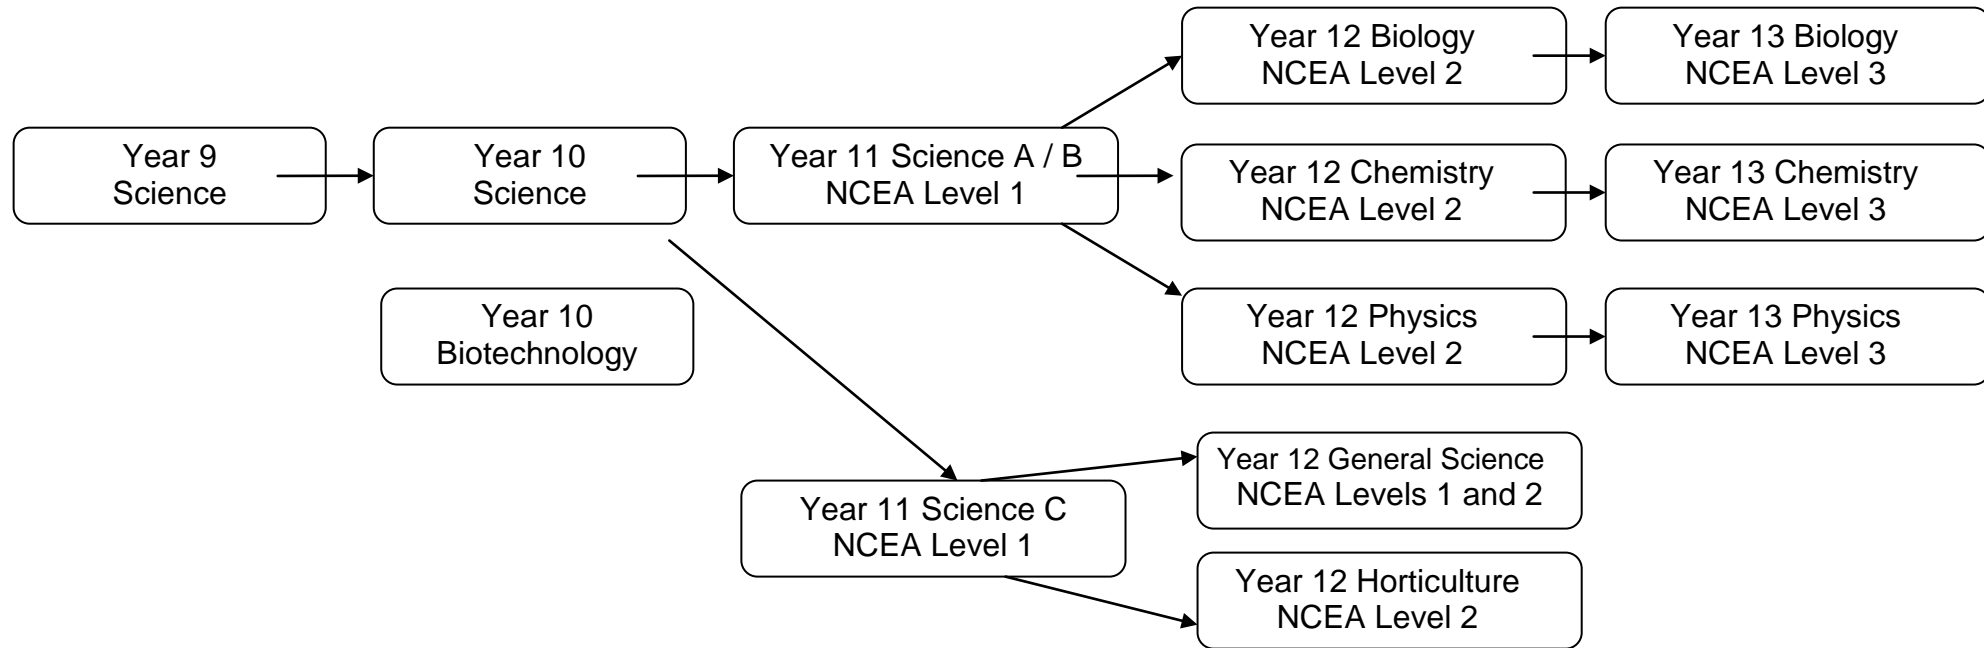 Year 9
Science
Year 10
Science
Year 10
Biotechnology
Year 11 Science A / B
NCEA Level 1
Year 11 Science C
NCEA Level 1
Year 12 Biology
NCEA Level 2
Year 12 Chemistry
NCEA Level 2
Year 12 Physics
NCEA Level 2
Year 12 General Science
NCEA Levels 1 and 2
Year 12 Horticulture
NCEA Level 2
Year 13 Biology
NCEA Level 3
Year 13 Chemistry
NCEA Level 3
Year 13 Physics
NCEA Level 3